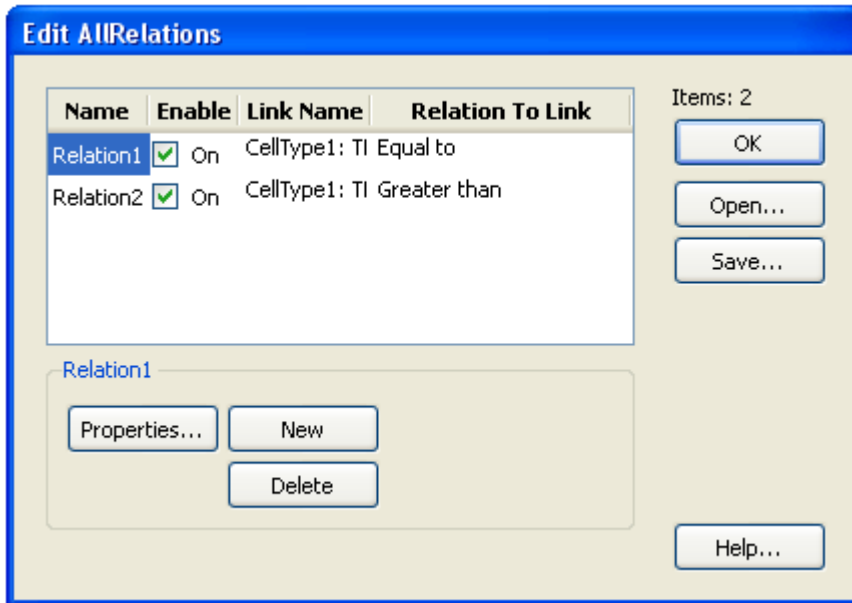 Edit AllRelations
Items: 2
Name Enable Link Name Relation To Link
Relation1 On CellType1: TI Equal to
Relation2 On CellType1: TI Greater than
OK
Open...
Save...
Relation1
Properties... New
Delete
Help...